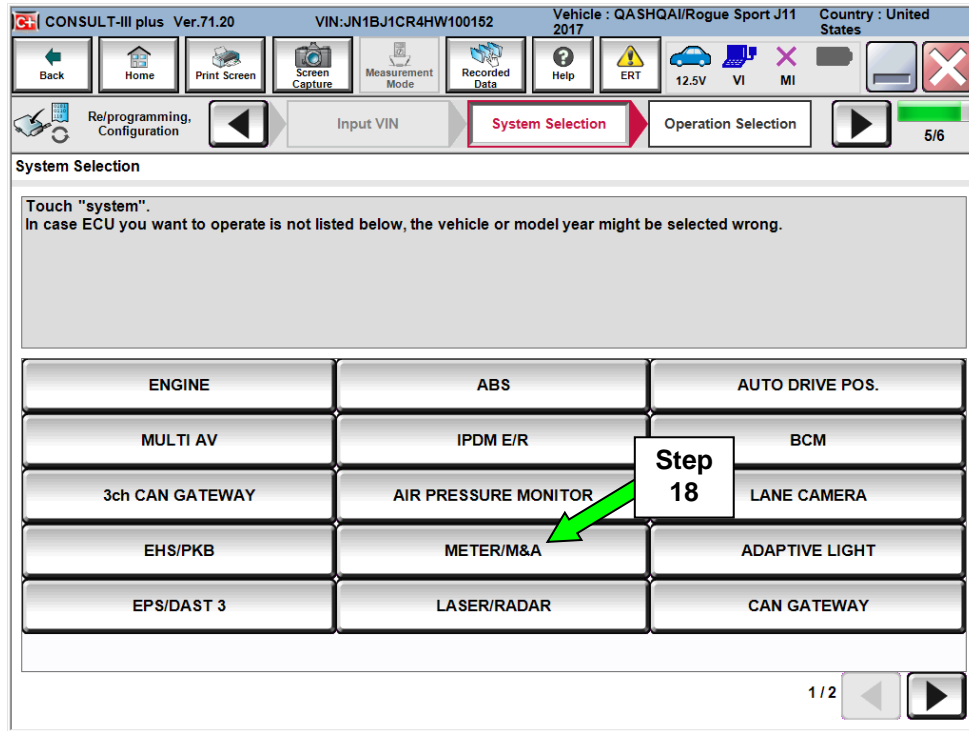 CONSULT-III plus Ver.71.20
VIN:JN1BJ1CR4HW100152
Vehicle : QASHQAI/Rogue Sport J11
2017
Country : United
States
Back
Home
Print Screen
Screen
Capture
Measurement
Mode
Recorded
Data
Help
ERT
12.5V
VI
MI
Re/programming,
Configuration
Input VIN
System Selection
Operation Selection
5/6
System Selection
Touch "system".
In case ECU you want to operate is not listed below, the vehicle or model year might be selected wrong.
ENGINE
ABS
AUTO DRIVE POS.
MULTI AV
IPDM E/R
BCM
Step
18
3ch CAN GATEWAY
AIR PRESSURE MONITOR
LANE CAMERA
EHS/PKB
METER/M&A
ADAPTIVE LIGHT
EPS/DAST 3
LASER/RADAR
CAN GATEWAY
1 / 2